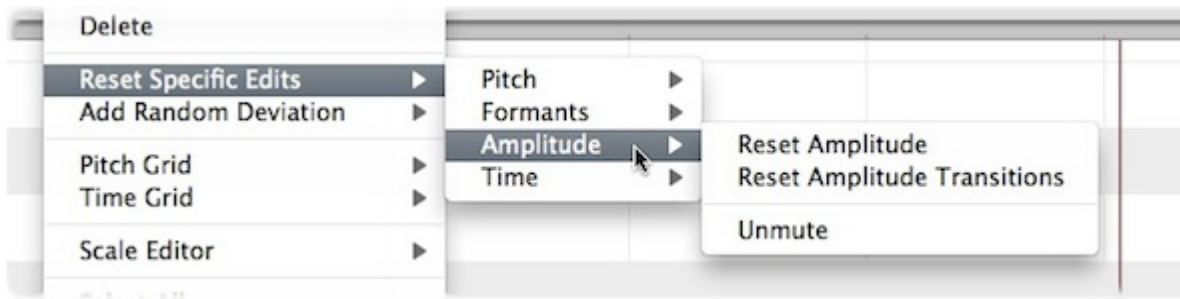 Delete
Reset Specific Edits
Add Random Deviation
Pitch Grid
Time Grid
Scale Editor
Pitch
Formants
Amplitude
Time
Reset Amplitude
Reset Amplitude Transitions
Unmute